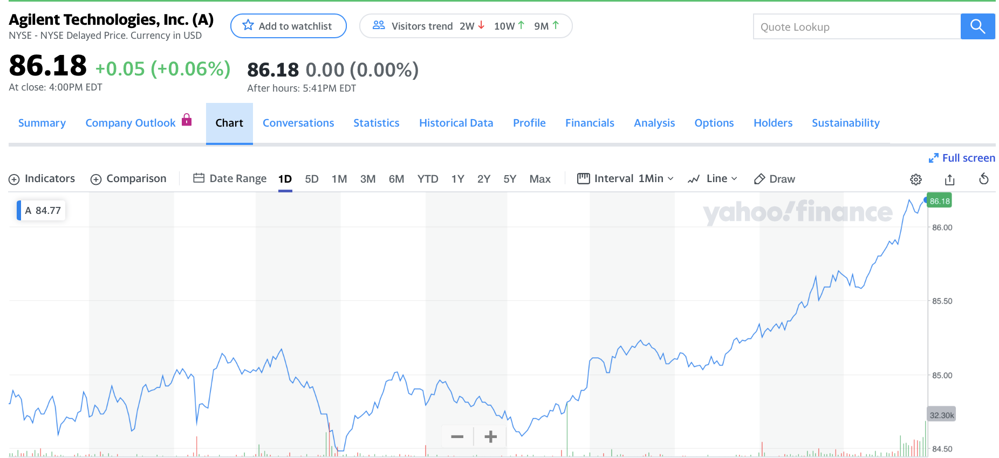 Agilent Technologies, Inc. (A)
NYSE - NYSE Delayed Price. Currency in USD
Add to watchlist
Visitors trend 2W↓ 10W↑ 9M↑
Quote Lookup
86.18 +0.05 (+0.06%)
At close: 4:00PM EDT
86.18 0.00 (0.00%)
After hours: 5:41PM EDT
Summary Company Outlook Chart Conversations Statistics Historical Data Profile Financials Analysis Options Holders Sustainability
Full screen
Indicators Comparison Date Range 1D 5D 1M 3M 6M YTD 1Y 2Y 5Y Max Interval 1Min Line Draw
A 84.77
yahoo!finance
86.18
86.00
85.50
85.00
32.30k
84.50